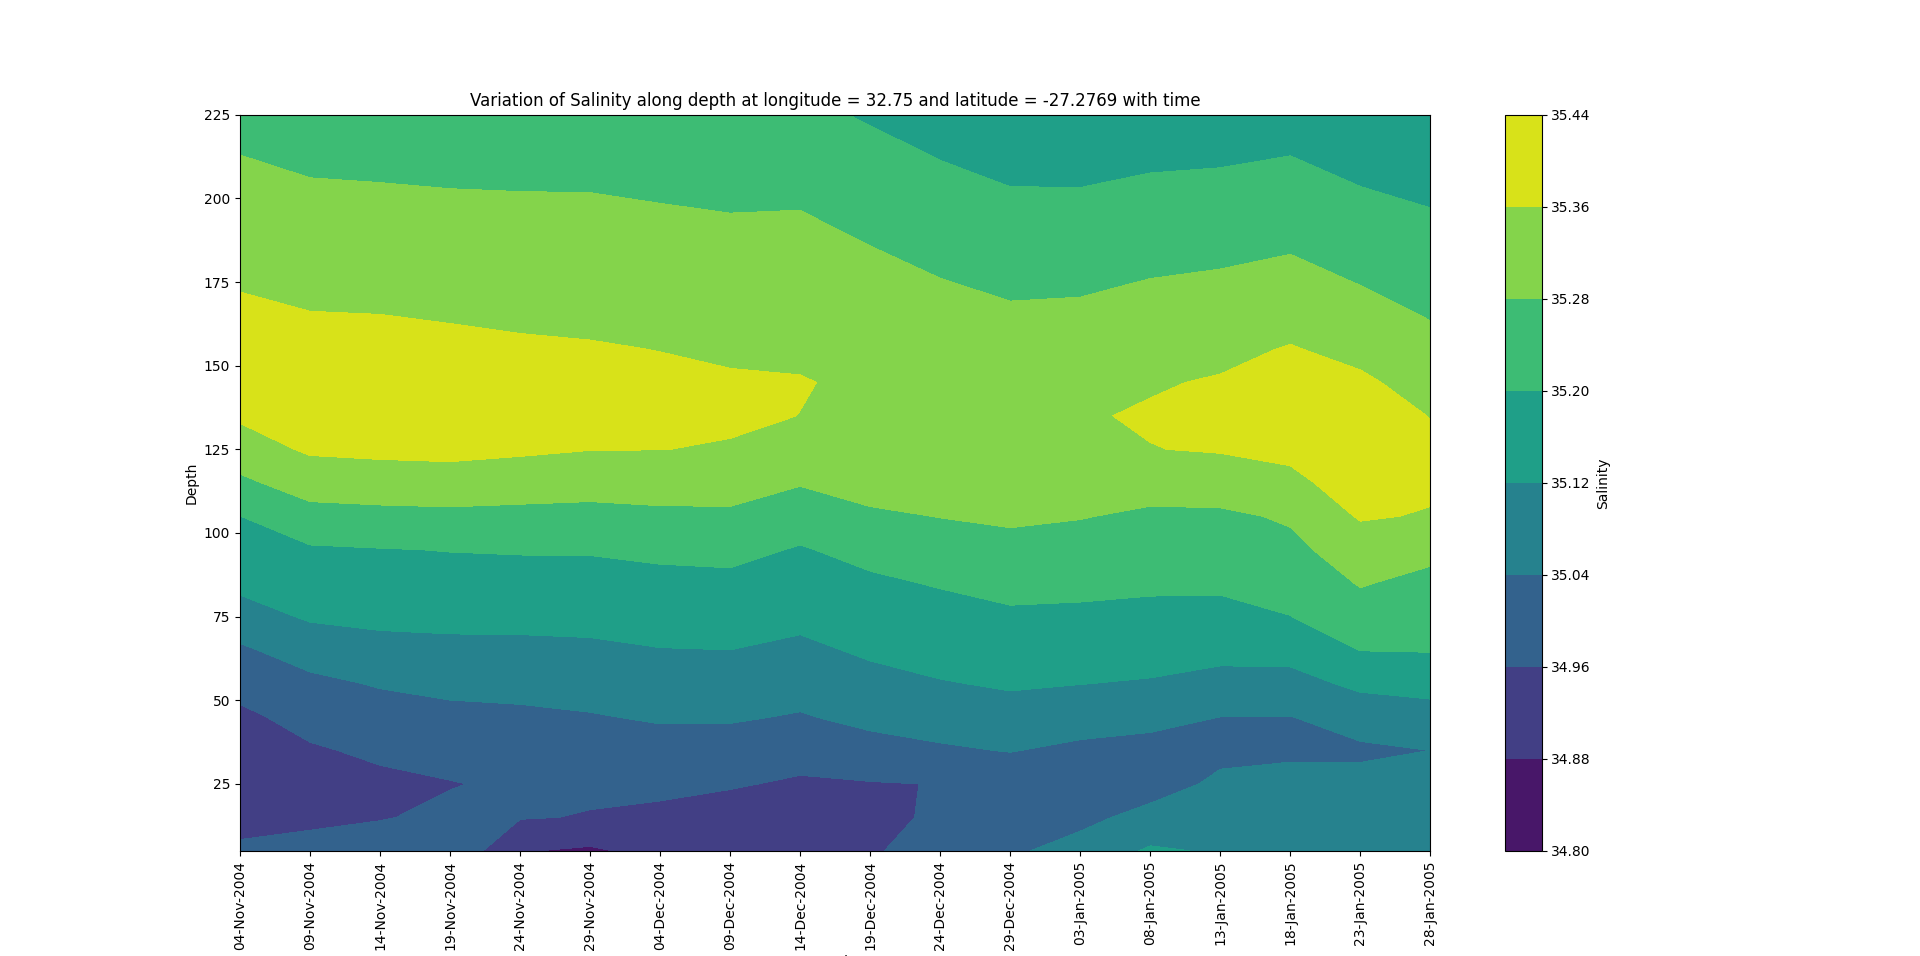 Variation of Salinity along depth at longitude = 32.75 and latitude = -27.2769 with time
225
200
175
150
125
100
75
50
25
Depth
04-Nov-2004
09-Nov-2004
14-Nov-2004
19-Nov-2004
24-Nov-2004
29-Nov-2004
04-Dec-2004
09-Dec-2004
14-Dec-2004
19-Dec-2004
24-Dec-2004
29-Dec-2004
03-Jan-2005
08-Jan-2005
13-Jan-2005
18-Jan-2005
23-Jan-2005
28-Jan-2005
35.44
35.36
35.28
35.20
35.12
35.04
34.96
34.88
34.80
Salinity